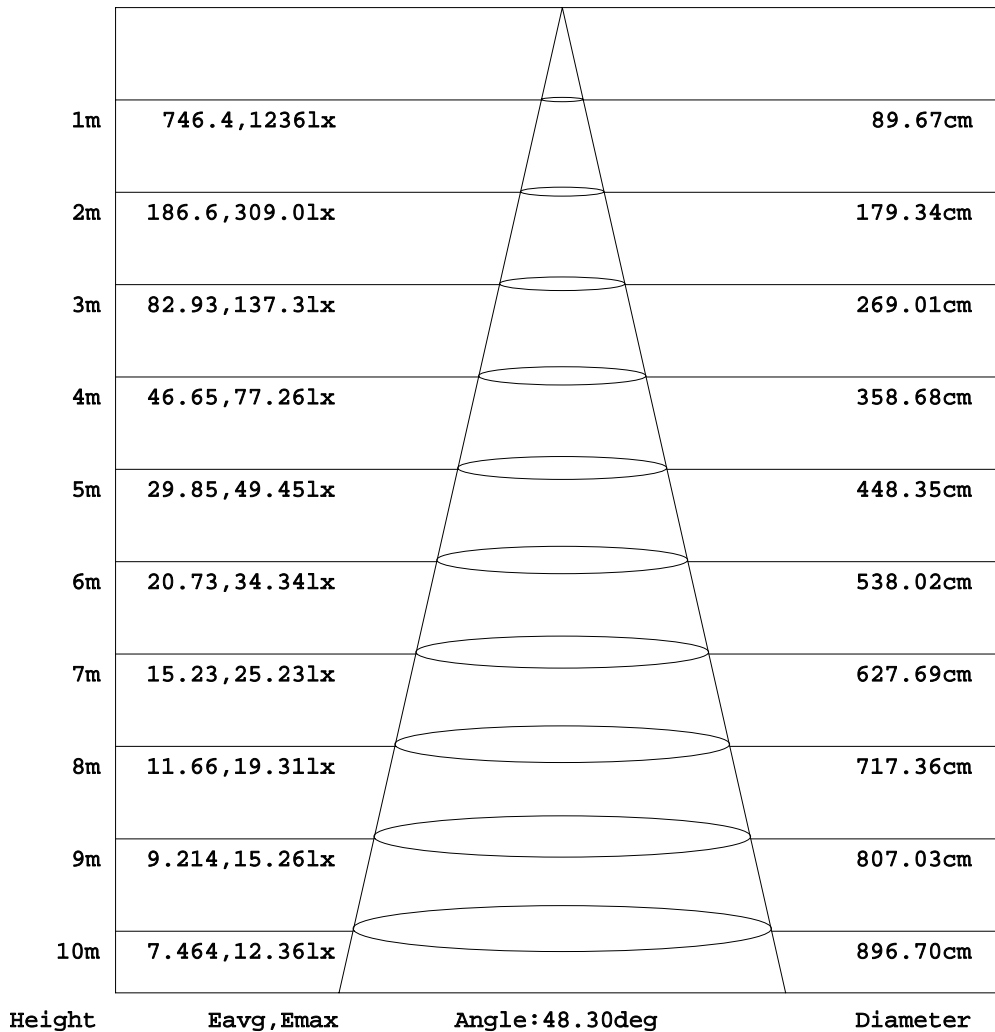 1m 746.4,1236lx 89.67cm
2m 186.6,309.0lx 179.34cm
3m 82.93,137.3lx 269.01cm
4m 46.65,77.26lx 358.68cm
5m 29.85,49.45lx 448.35cm
6m 20.73,34.34lx 538.02cm
7m 15.23,25.23lx 627.69cm
8m 11.66,19.31lx 717.36cm
9m 9.214,15.26lx 807.03cm
10m 7.464,12.36lx 896.70cm
Height Eavg,Emax Angle:48.30deg Diameter